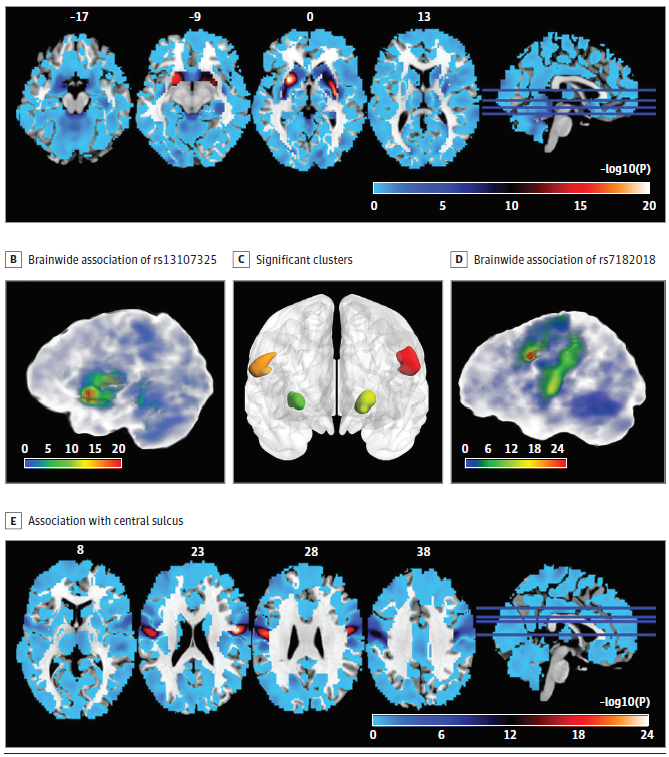 -17 -9 0 13
-log10(P)
0 5 10 15 20
B Brainwide association of rs13107325
C Significant clusters
D Brainwide association of rs7182018
0 5 10 15 20
0 6 12 18 24
E Association with central sulcus
8 23 28 38
-log10(P)
0 6 12 18 24